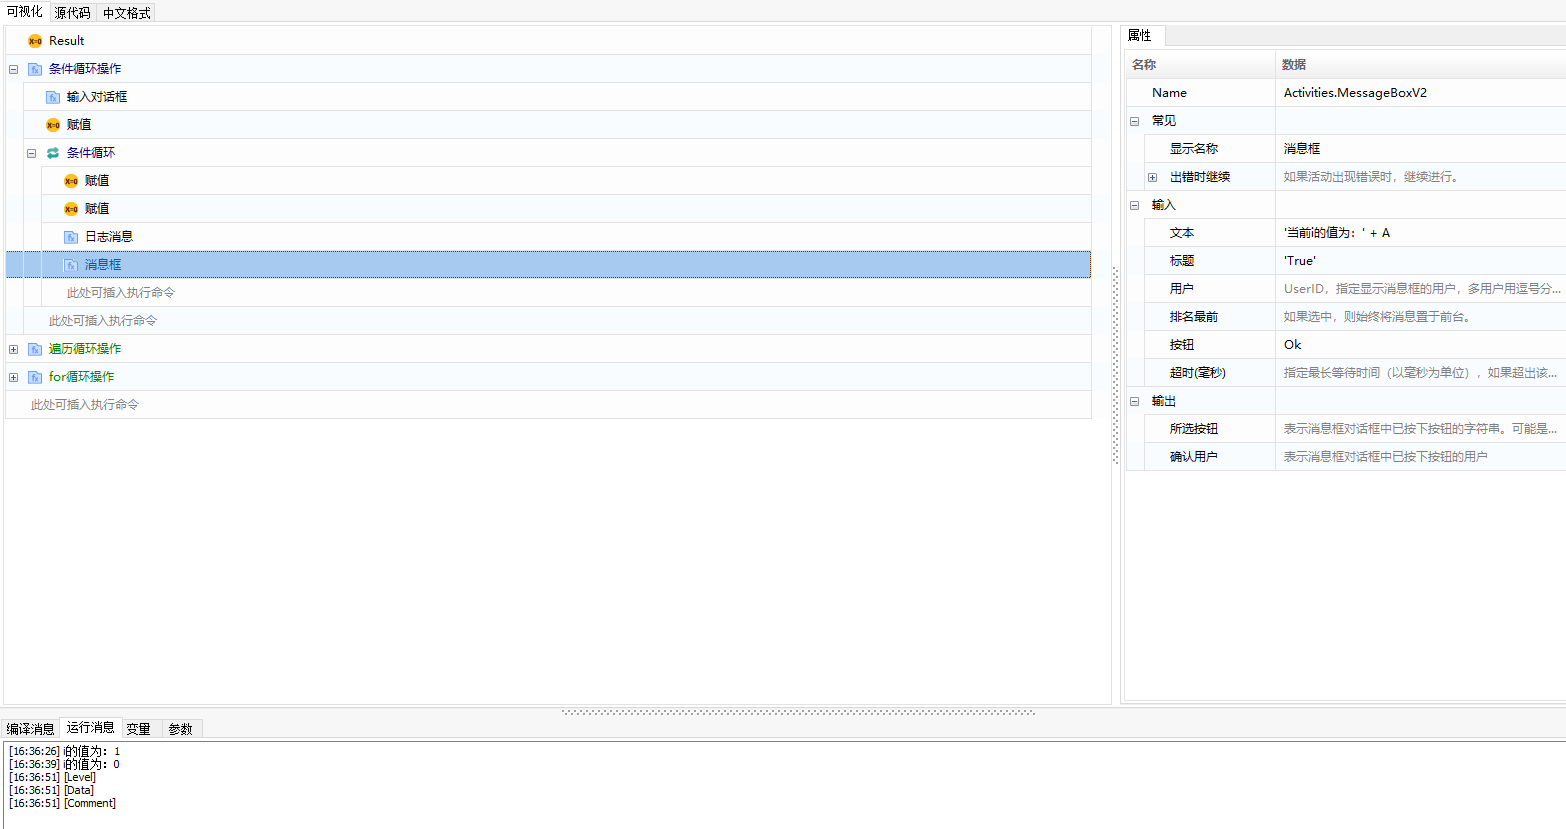 可视化 源代码 中文格式
Result
条件循环操作
输入对话框
赋值
条件循环
赋值
赋值
日志消息
消息框
此处可插入执行命令
此处可插入执行命令
遍历循环操作
for循环操作
此处可插入执行命令
属性
名称 数据
Name Activities.MessageBoxV2
常见
显示名称 消息框
出错时继续 如果活动出现错误时，继续进行。
输入
文本 '当前i的值为：' + A
标题 'True'
用户 UserID，指定显示消息框的用户，多用户用逗号分...
排名最前 如果选中，则始终将消息置于前台。
按钮 Ok
超时(毫秒) 指定最长等待时间（以毫秒为单位），如果超出该...
输出
所选按钮 表示消息框对话框中已按下按钮的字符串。可能是...
确认用户 表示消息框对话框中已按下按钮的用户
编译消息 运行消息 变量 参数
[16:36:26] i的值为：1
[16:36:39] i的值为：0
[16:36:51] [Level]
[16:36:51] [Data]
[16:36:51] [Comment]